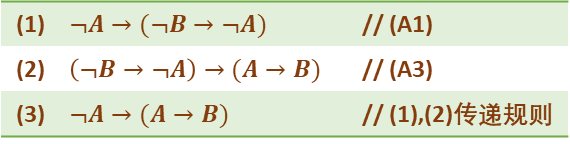 (1) ¬A → (¬B → ¬A) // (A1)
(2) (¬B → ¬A) → (A → B) // (A3)
(3) ¬A → (A → B) // (1),(2)传递规则